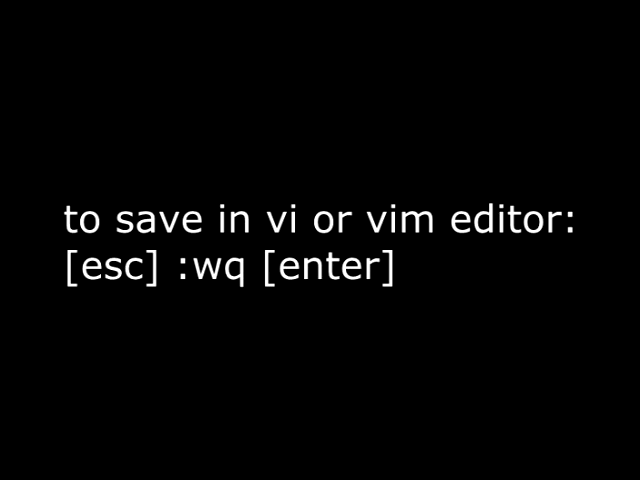 to save in vi or vim editor:
[esc] :wq [enter]